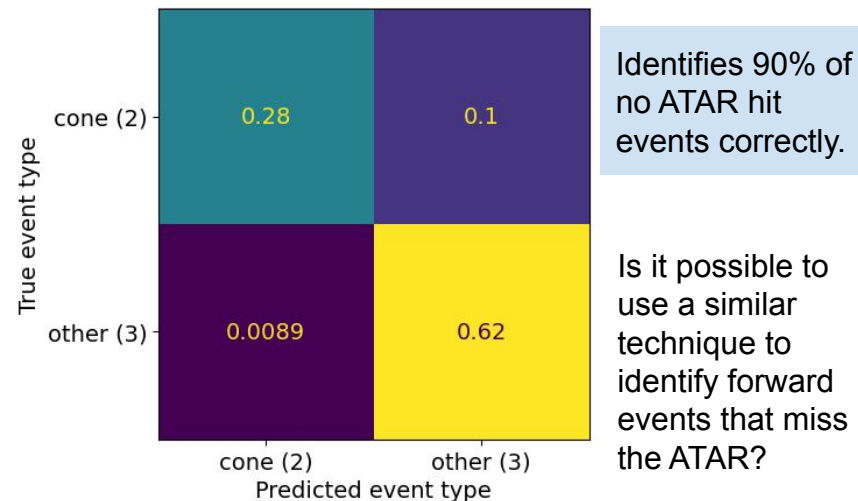 True event type
cone (2)
0.28
0.1
other (3)
0.0089
0.62
cone (2)
other (3)
Predicted event type
Identifies 90% of
no ATAR hit
events correctly.
Is it possible to
use a similar
technique to
identify forward
events that miss
the ATAR?